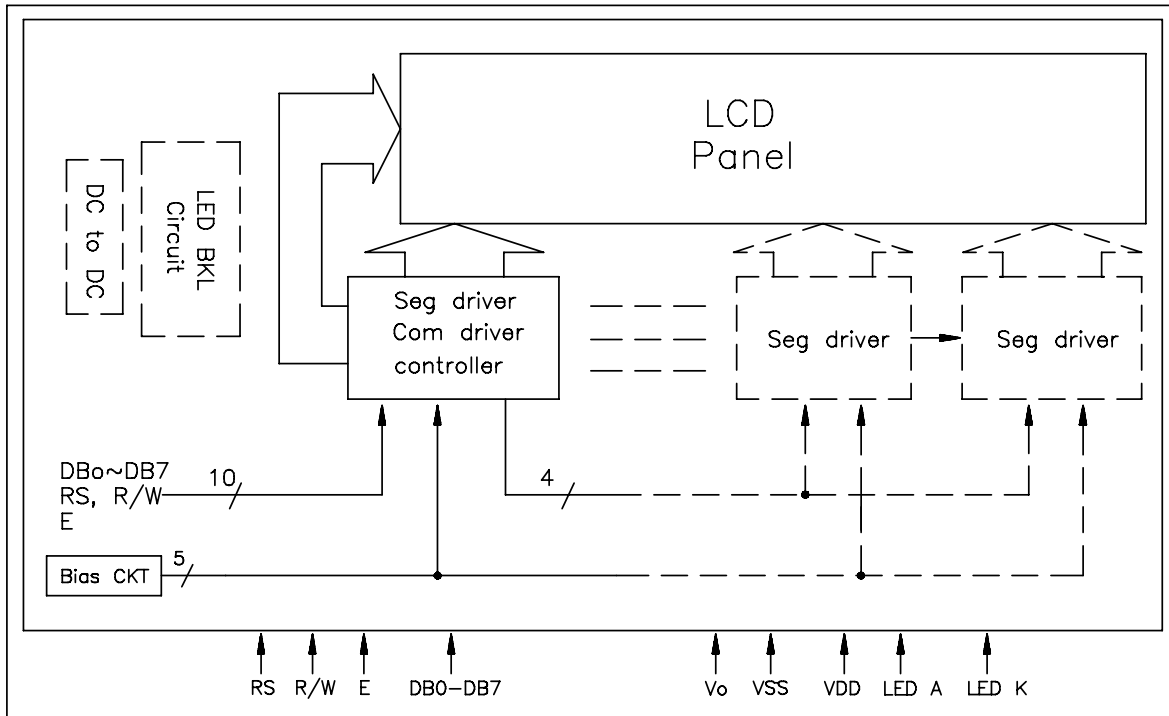 LCD
Panel
DC to DC
LED BKL
Circuit
Seg driver
Com driver
controller
Seg driver
Seg driver
DBo~DB7
RS, R/W
E
10
4
Bias CKT
5
RS
R/W
E
DB0-DB7
Vo
VSS
VDD
LED A
LED K